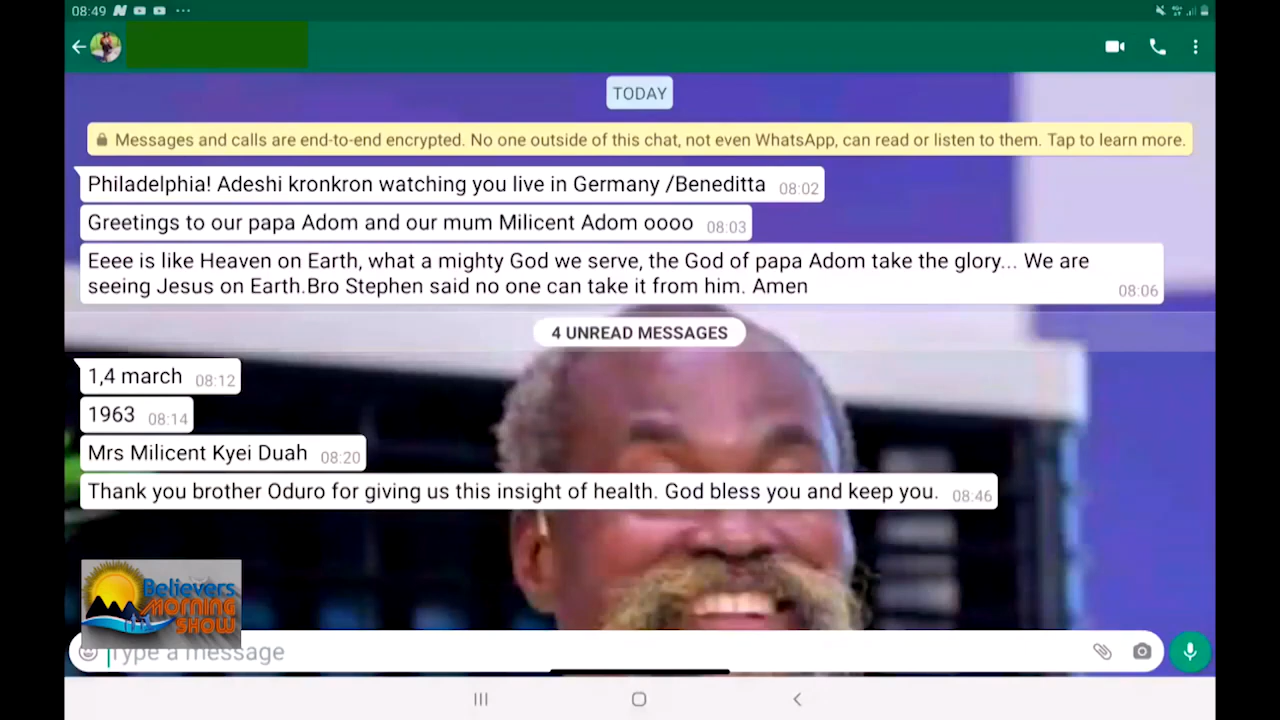 08:49
TODAY
Messages and calls are end-to-end encrypted. No one outside of this chat, not even WhatsApp, can read or listen to them. Tap to learn more.
Philadelphia! Adeshi kronkron watching you live in Germany /Beneditta 08:02
Greetings to our papa Adom and our mum Milicent Adom oooo 08:03
Eeee is like Heaven on Earth, what a mighty God we serve, the God of papa Adom take the glory... We are
seeing Jesus on Earth.Bro Stephen said no one can take it from him. Amen 08:06
4 UNREAD MESSAGES
1,4 march 08:12
1963 08:14
Mrs Milicent Kyei Duah 08:20
Thank you brother Oduro for giving us this insight of health. God bless you and keep you. 08:46
Believers
MORNING
SHOW
Type a message